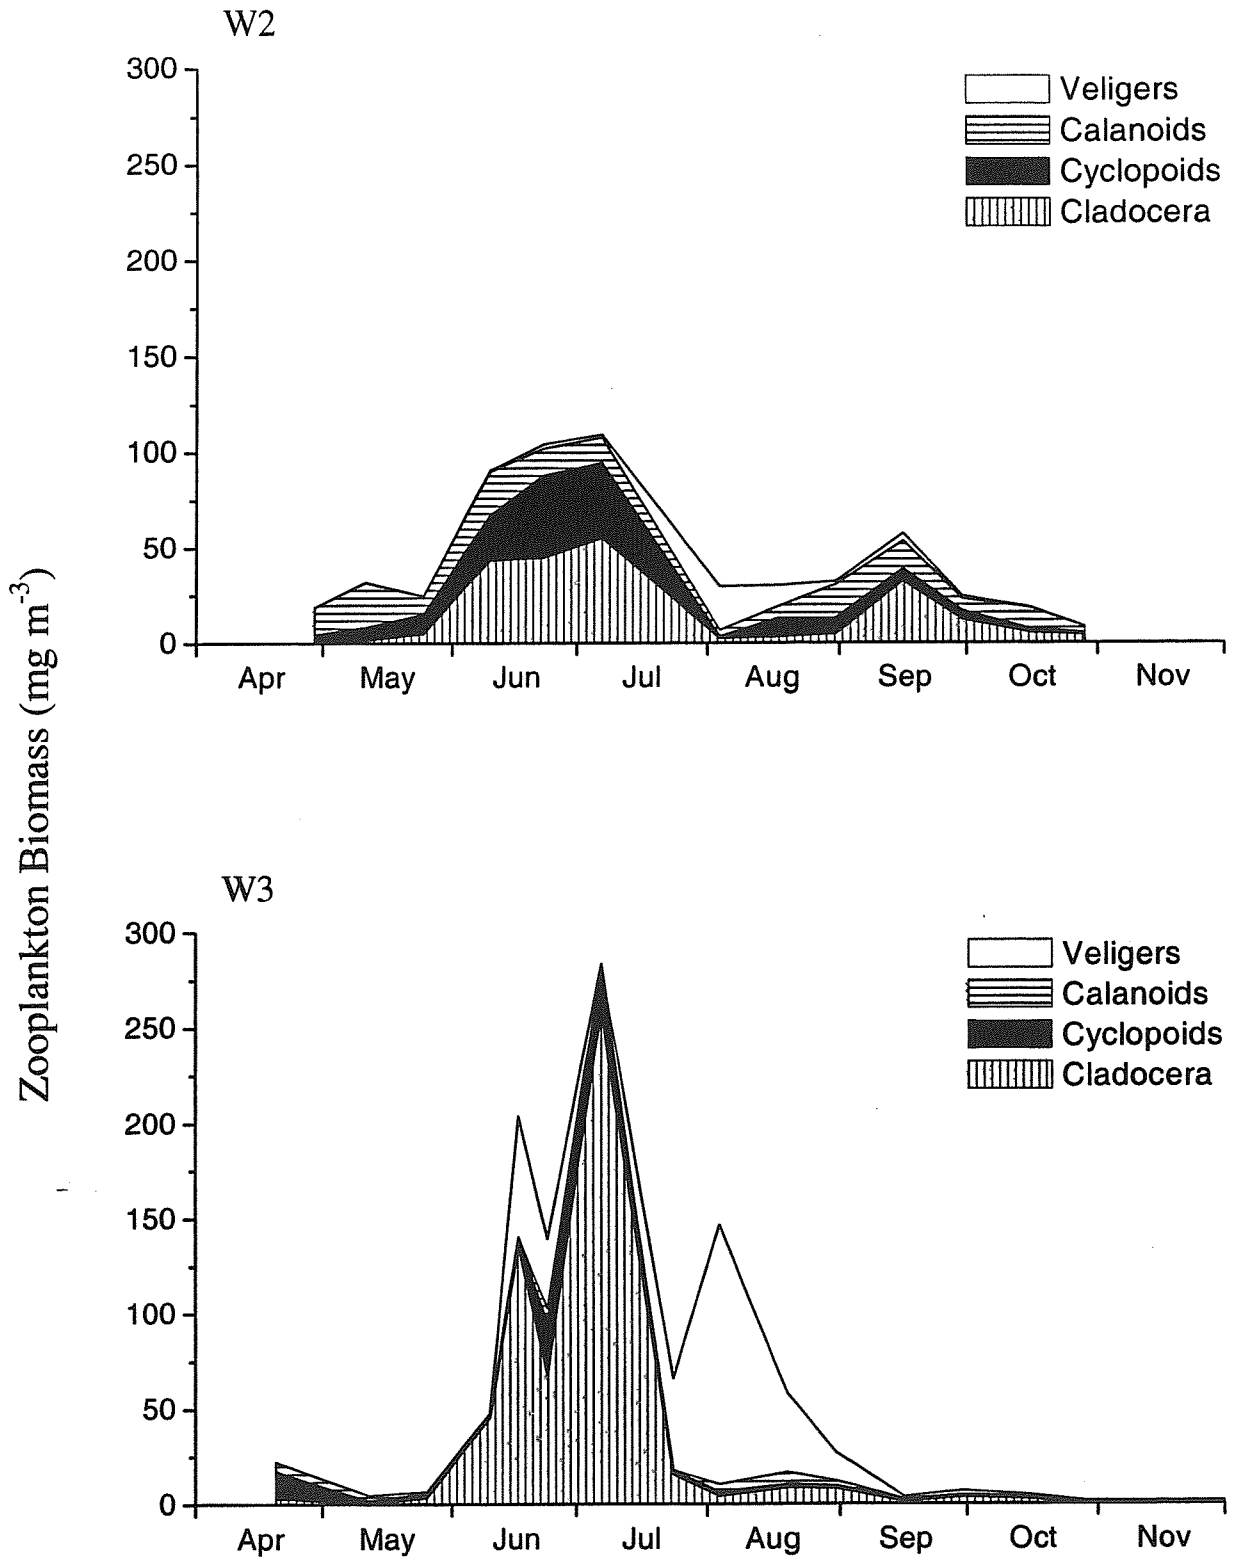 W2
300
250
200
150
100
50
0
Veligers
Calanoids
Cyclopoids
Cladocera
Apr May Jun Jul Aug Sep Oct Nov
Zooplankton Biomass (mg m-3)
W3
300
250
200
150
100
50
0
Veligers
Calanoids
Cyclopoids
Cladocera
Apr May Jun Jul Aug Sep Oct Nov